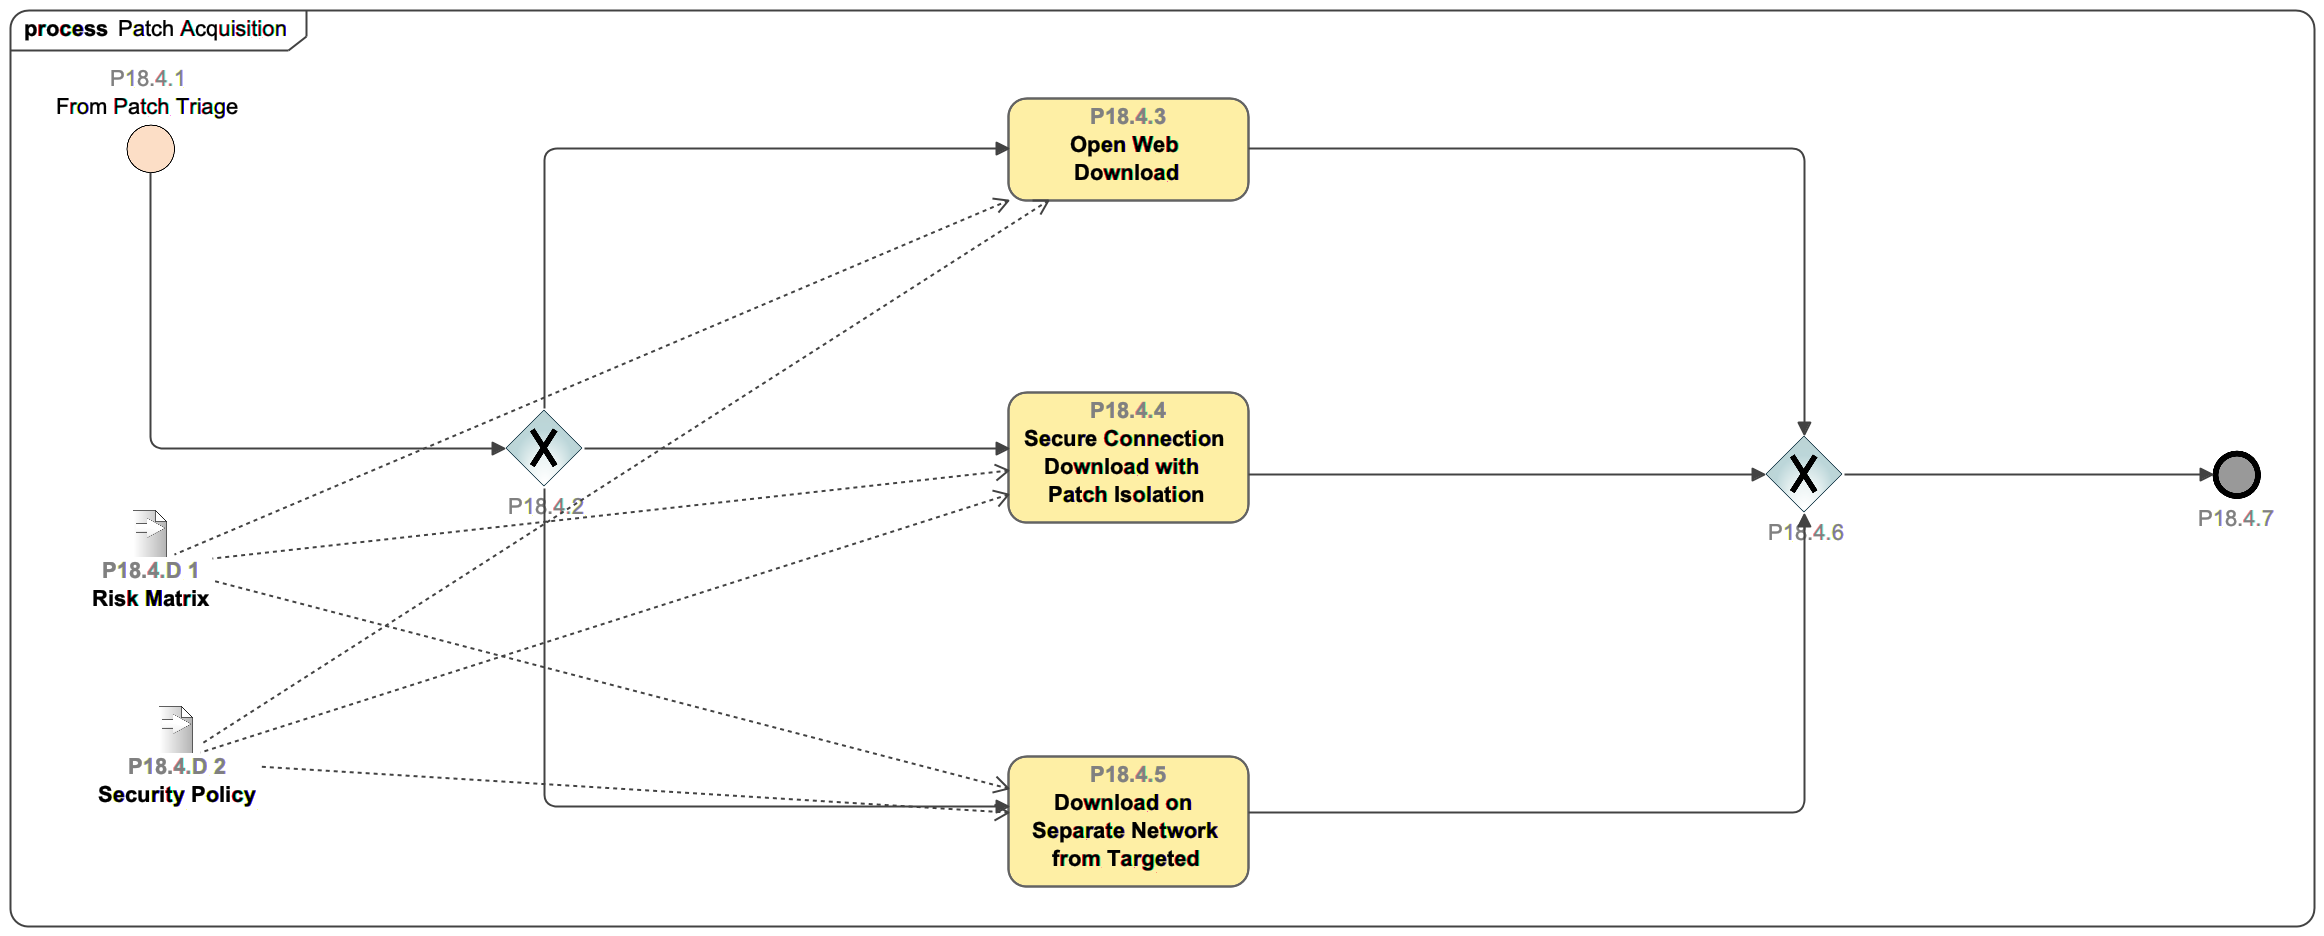 process Patch Acquisition
P18.4.1
From Patch Triage
P18.4.3
Open Web
Download
P18.4.4
Secure Connection
Download with
Patch Isolation
P18.4.2
P18.4.6
P18.4.7
P18.4.D 1
Risk Matrix
P18.4.D 2
Security Policy
P18.4.5
Download on
Separate Network
from Targeted